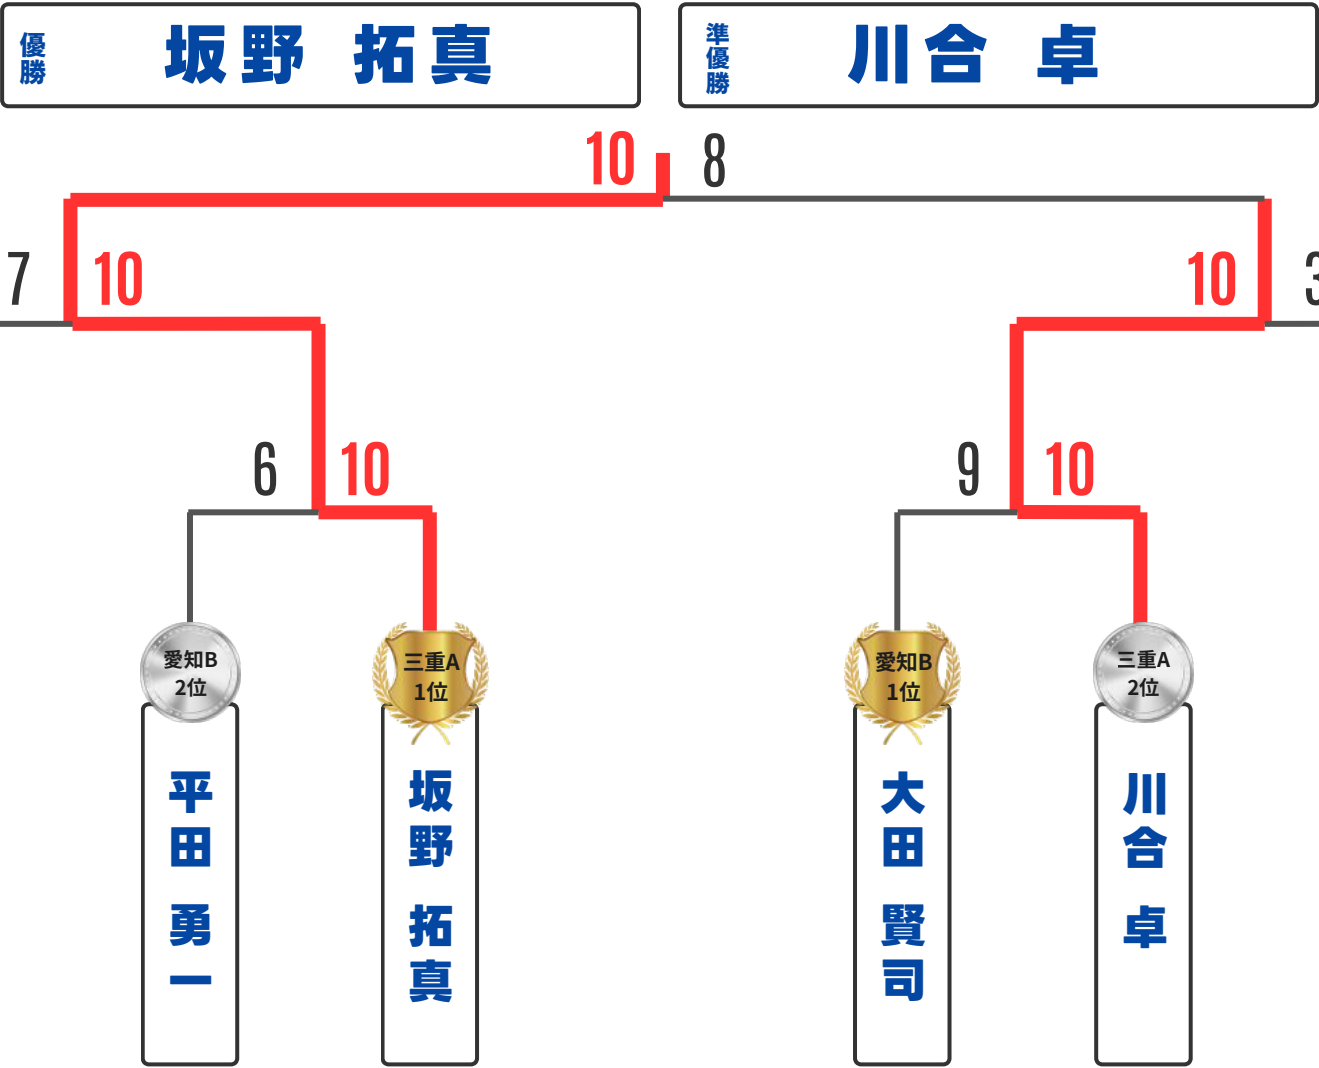 優勝
坂野 拓真
準優勝
川合 卓
10 8
7 10 10 3
6 10 9 10
愛知B
2位
三重A
1位
愛知B
1位
三重A
2位
平田 勇一
坂野 拓真
大田 賢司
川合 卓